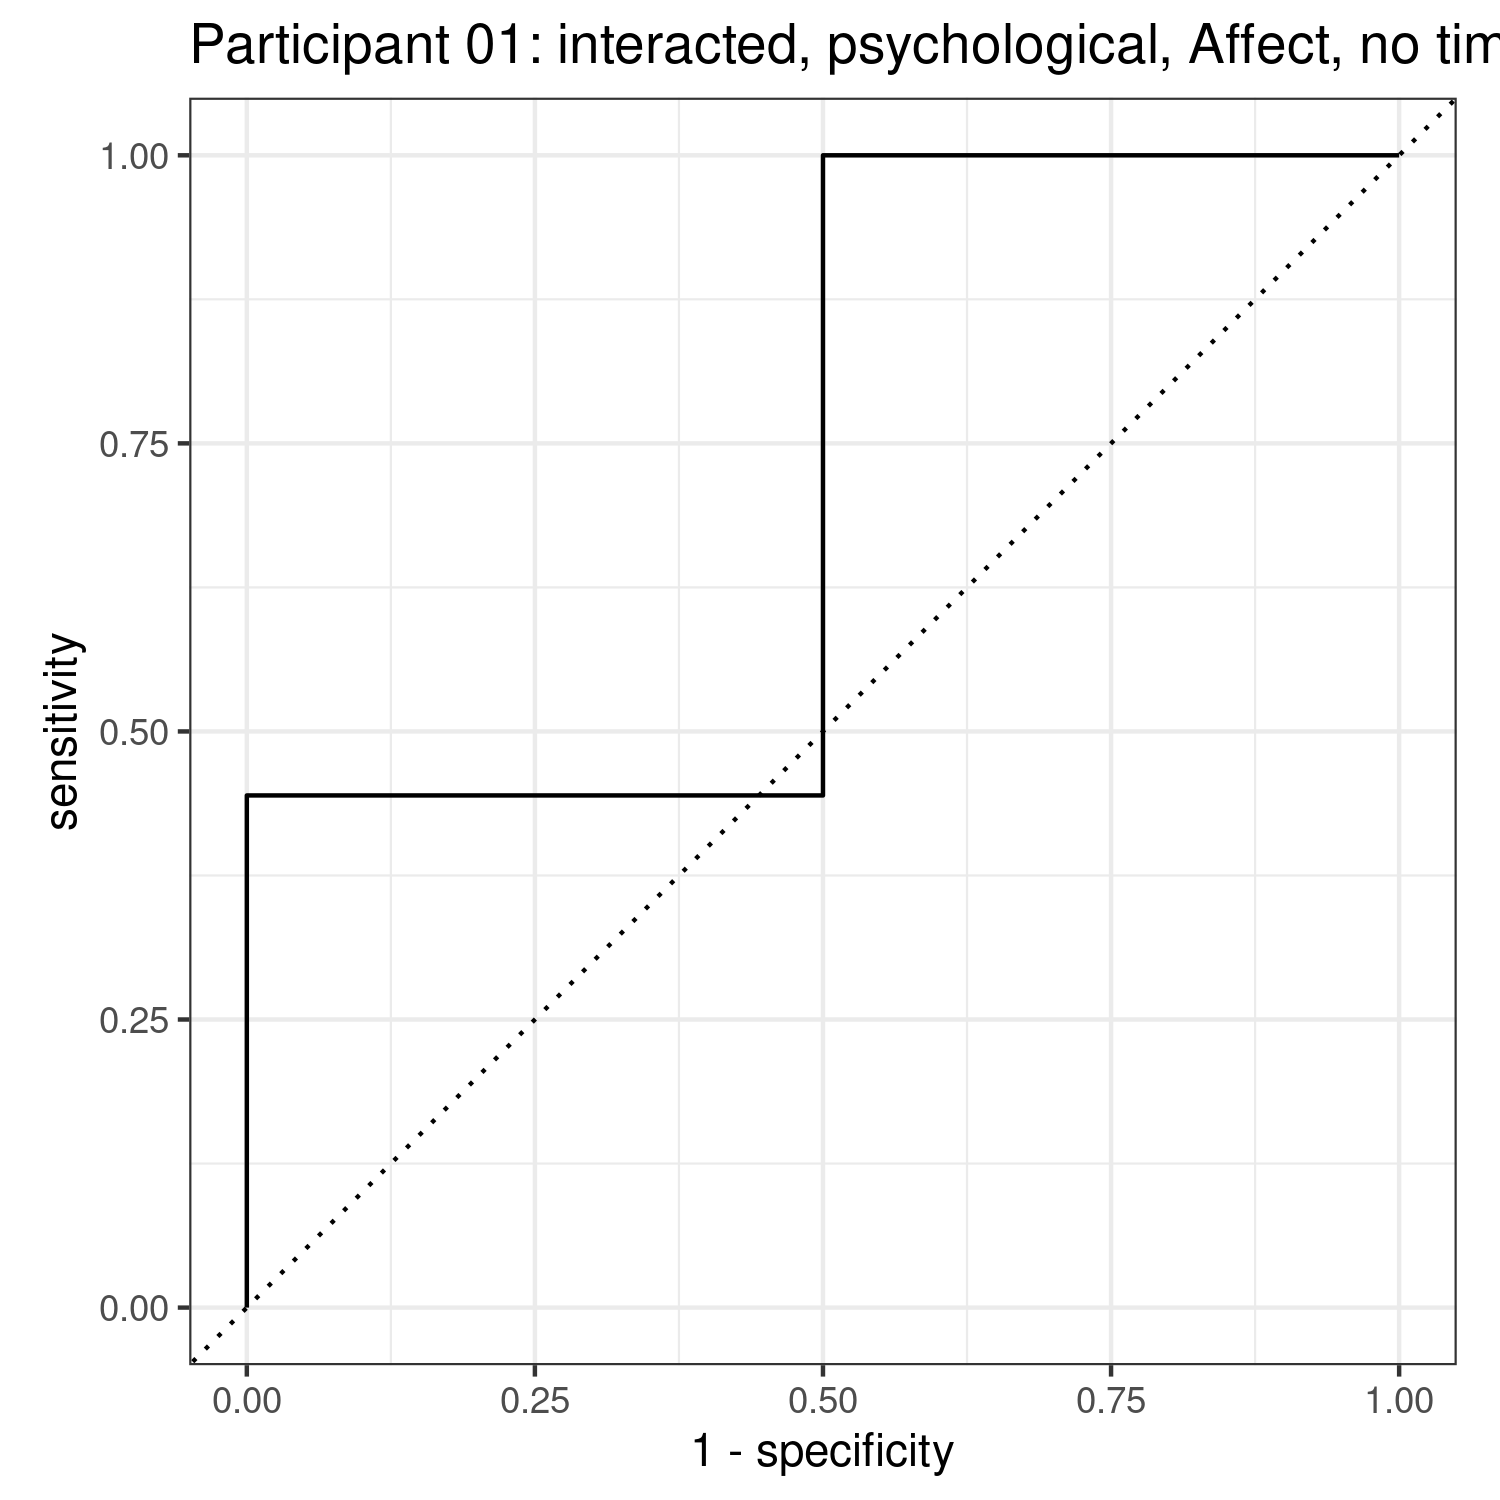 Participant 01: interacted, psychological, Affect, no tim
1.00
0.75
0.50
0.25
0.00
sensitivity
0.00 0.25 0.50 0.75 1.00
1 - specificity